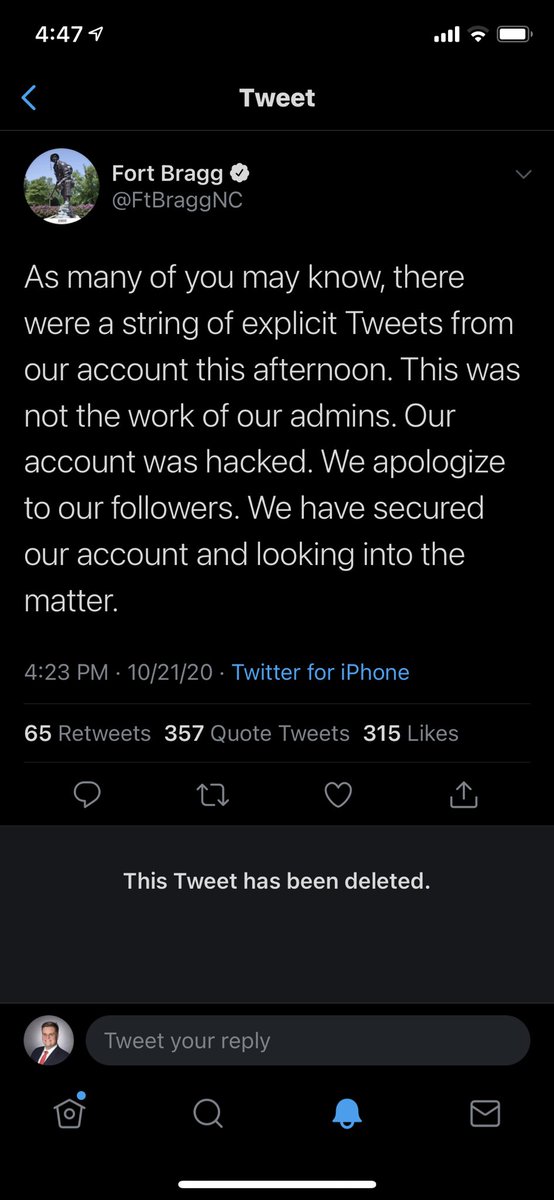 4:47
Tweet
Fort Bragg
@FtBraggNC
As many of you may know, there
were a string of explicit Tweets from
our account this afternoon. This was
not the work of our admins. Our
account was hacked. We apologize
to our followers. We have secured
our account and looking into the
matter.
4:23 PM · 10/21/20 · Twitter for iPhone
65 Retweets 357 Quote Tweets 315 Likes
This Tweet has been deleted.
Tweet your reply